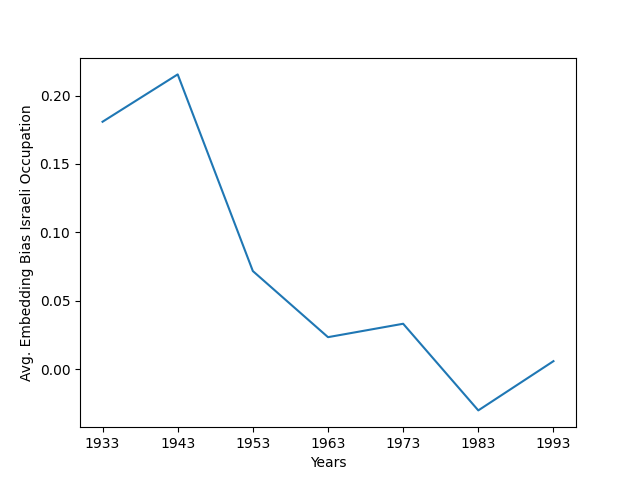 0.20
0.15
0.10
0.05
0.00
Avg. Embedding Bias Israeli Occupation
1933 1943 1953 1963 1973 1983 1993
Years